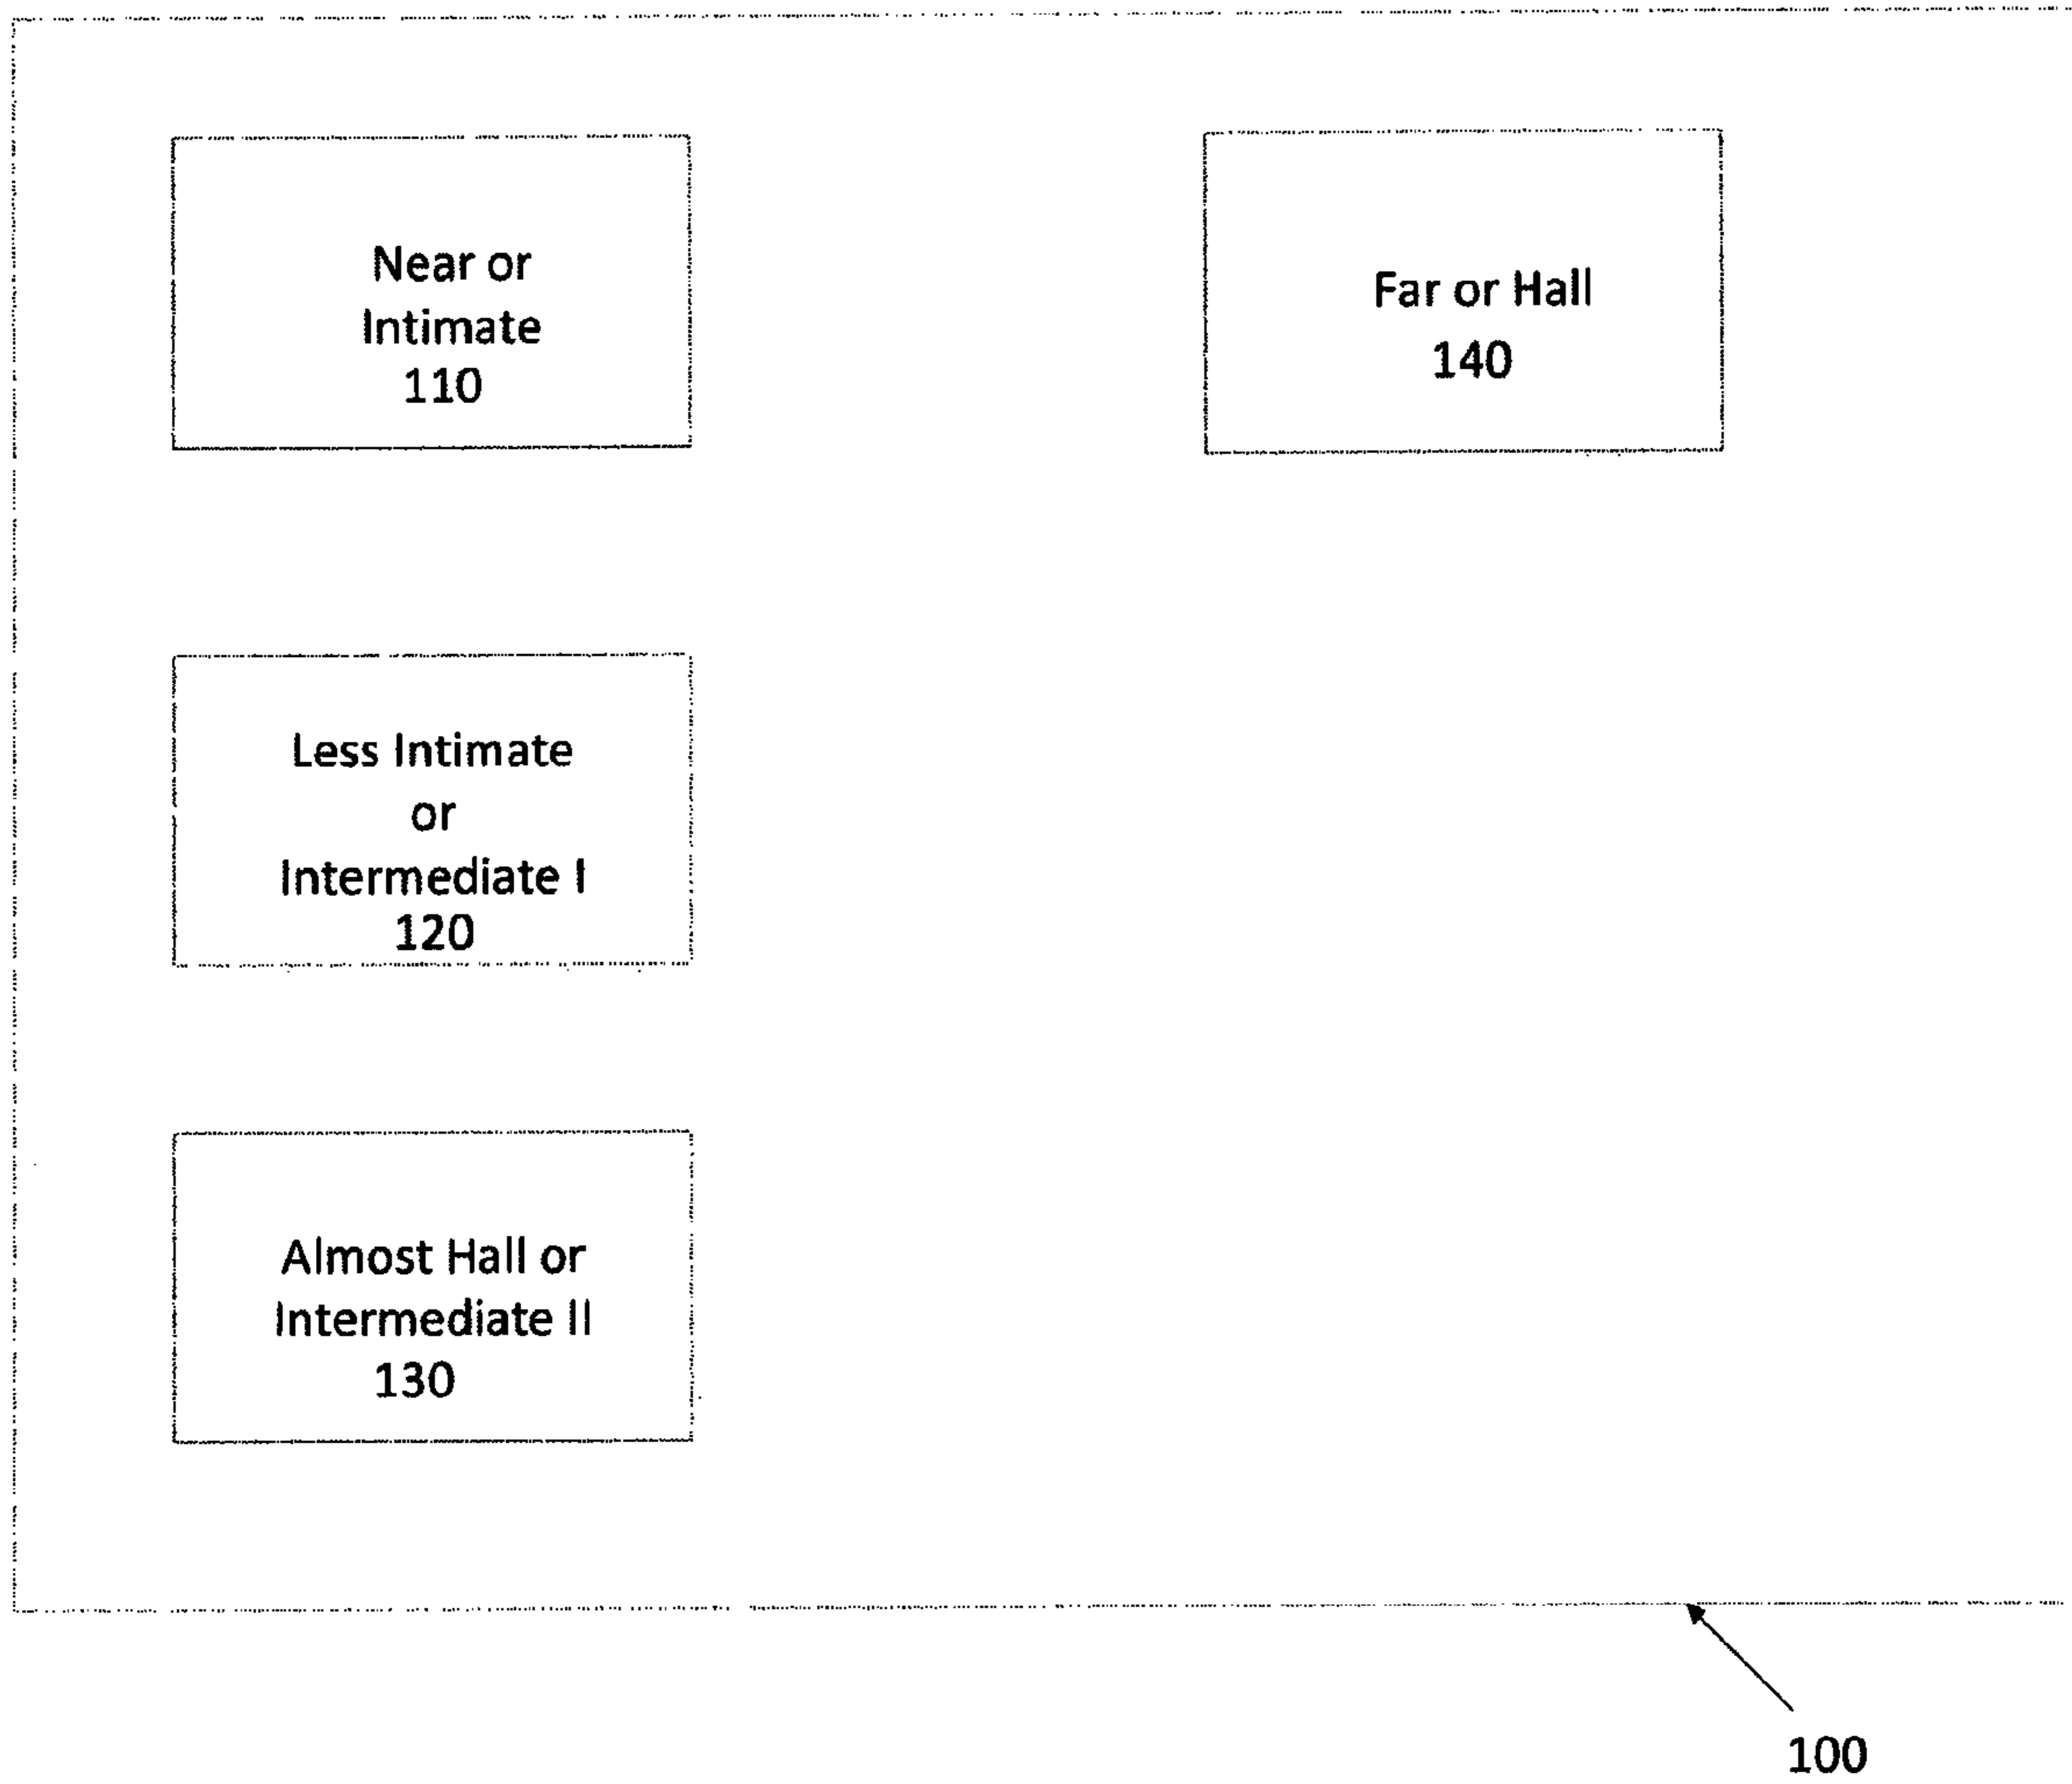 Near or
Intimate
110
Far or Hall
140
Less Intimate
or
Intermediate I
120
Almost Hall or
Intermediate II
130
100